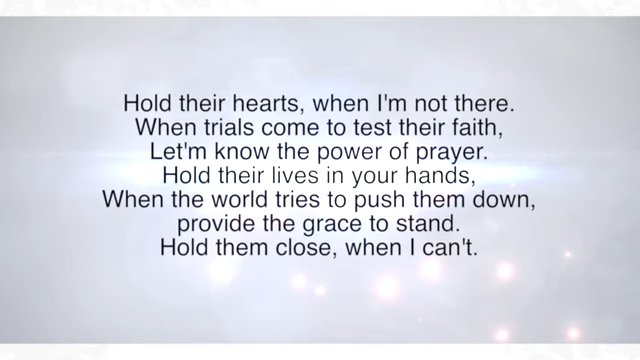 Hold their hearts, when I'm not there.
When trials come to test their faith,
Let'm know the power of prayer.
Hold their lives in your hands,
When the world tries to push them down,
provide the grace to stand.
Hold them close, when I can't.